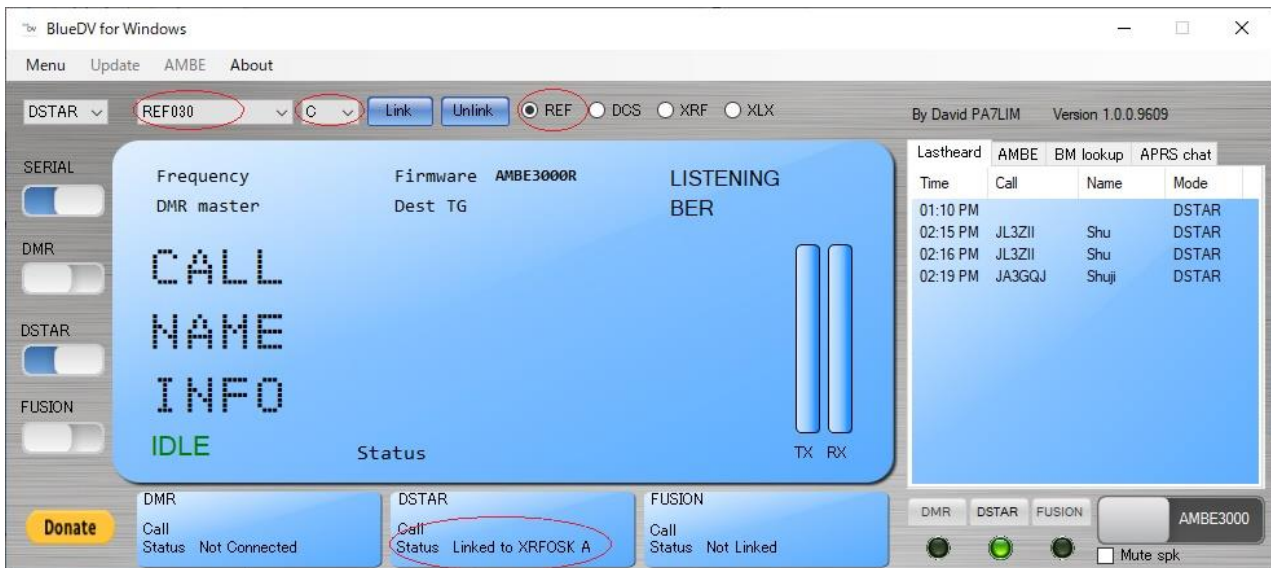 BlueDV for Windows
Menu Update AMBE About
DSTAR REF030 C Link Unlink REF DCS XRF XLX By David PA7LIM Version 1.0.0.9609
SERIAL
DMR
DSTAR
FUSION
Frequency Firmware AMBE3000R LISTENING
DMR master Dest TG BER
CALL
NAME
INFO
IDLE Status TX RX
Lastheard AMBE BM lookup APRS chat
Time Call Name Mode
01:10 PM DSTAR
02:15 PM JL3ZII Shu DSTAR
02:16 PM JL3ZII Shu DSTAR
02:19 PM JA3GQJ Shuji DSTAR
Donate
DMR
Call
Status Not Connected
DSTAR
Call
Status Linked to XRFOSK A
FUSION
Call
Status Not Linked
DMR DSTAR FUSION AMBE3000
Mute spk